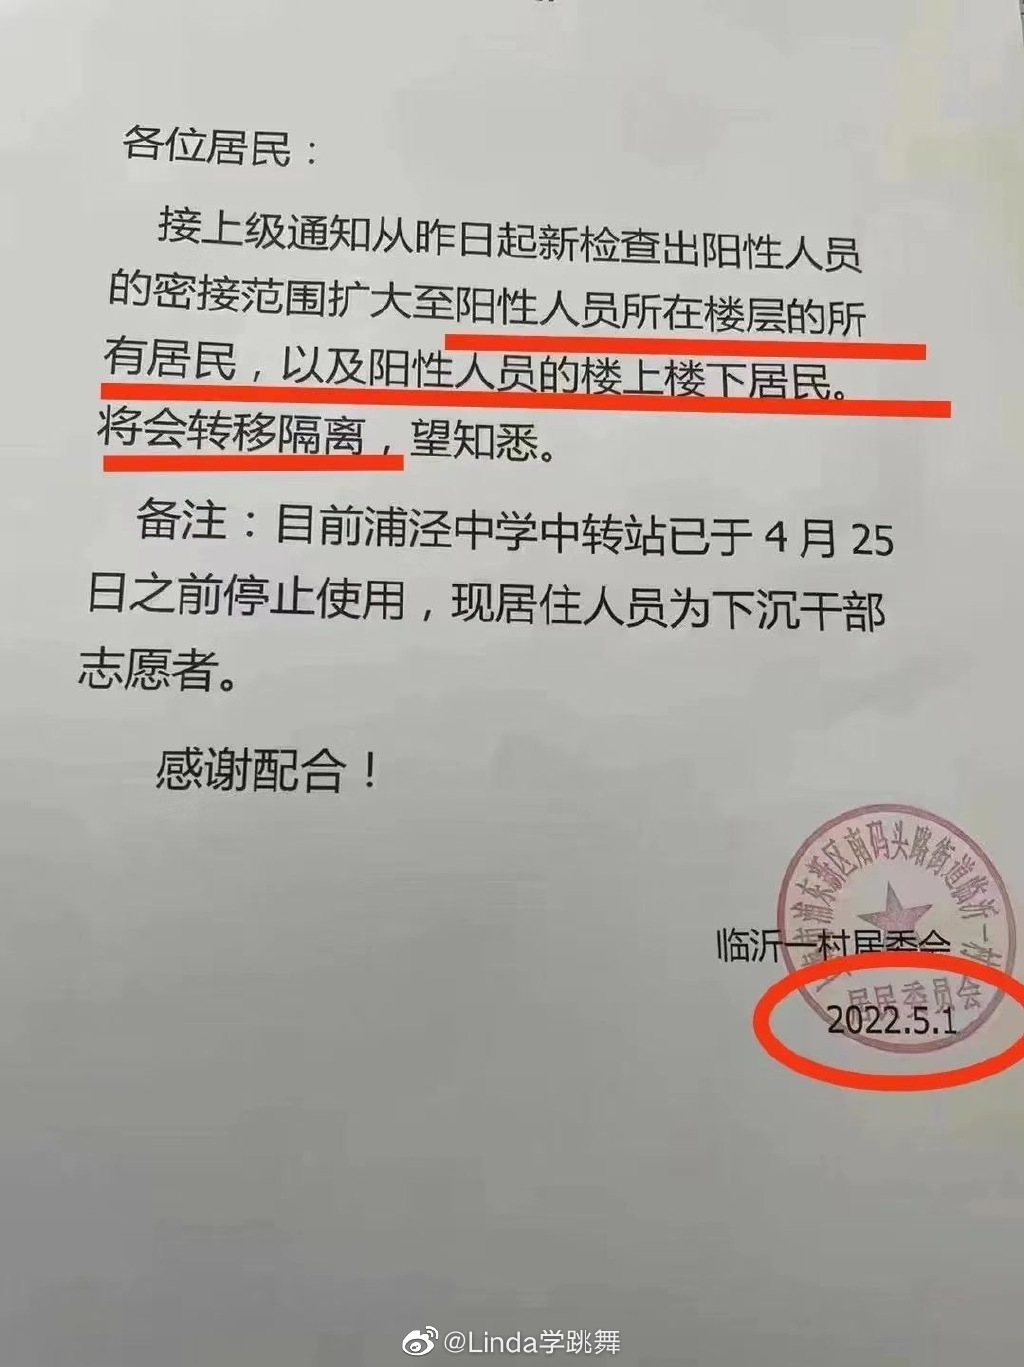 各位居民：
接上级通知从昨日起新检查出阳性人员
的密接范围扩大至阳性人员所在楼层的所
有居民，以及阳性人员的楼上楼下居民。
将会转移隔离，望知悉。
备注：目前浦泾中学中转站已于4月25
日之前停止使用，现居住人员为下沉干部
志愿者。
感谢配合！
浦东新区南码头路街道临沂一村
居民委员会
临沂一村居委会
2022.5.1
@Linda学跳舞